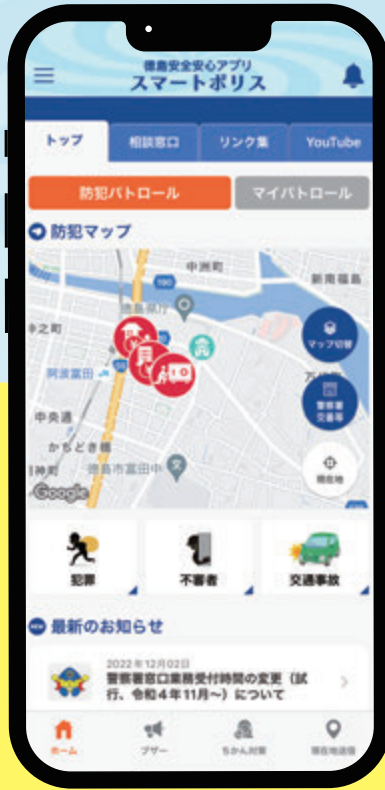 徳島安全安心アプリ
スマートポリス
トップ
相談窓口
リンク集
YouTube
防犯パトロール
マイパトロール
防犯マップ
中洲町
新南福島
徳島県庁
マップ切替
阿波富田
警察署
交番等
中央通
かちどき橋
現在地
徳島市富田中
Google
犯罪
不審者
交通事故
最新のお知らせ
2022年12月02日
警察署窓口業務受付時間の変更（試
行、令和4年11月～）について
ホーム
ブザー
ちかん対策
現在地送信